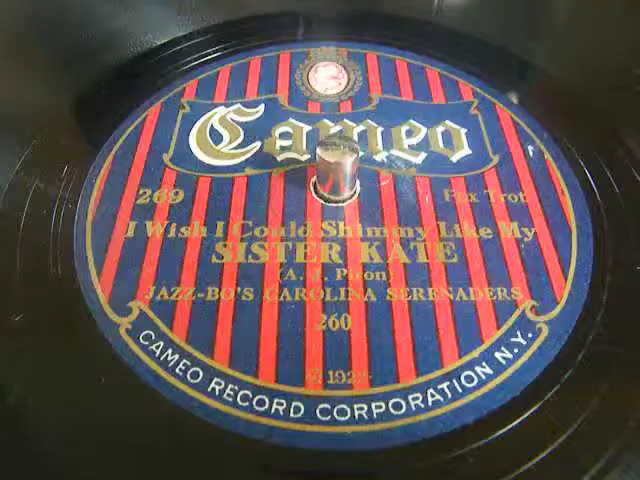 Cameo
269 Fox Trot
I Wish I Could Shimmy Like My
SISTER KATE
(A. J. Piron)
JAZZ-BO'S CAROLINA SERENADERS
260
CAMEO RECORD CORPORATION N.Y.